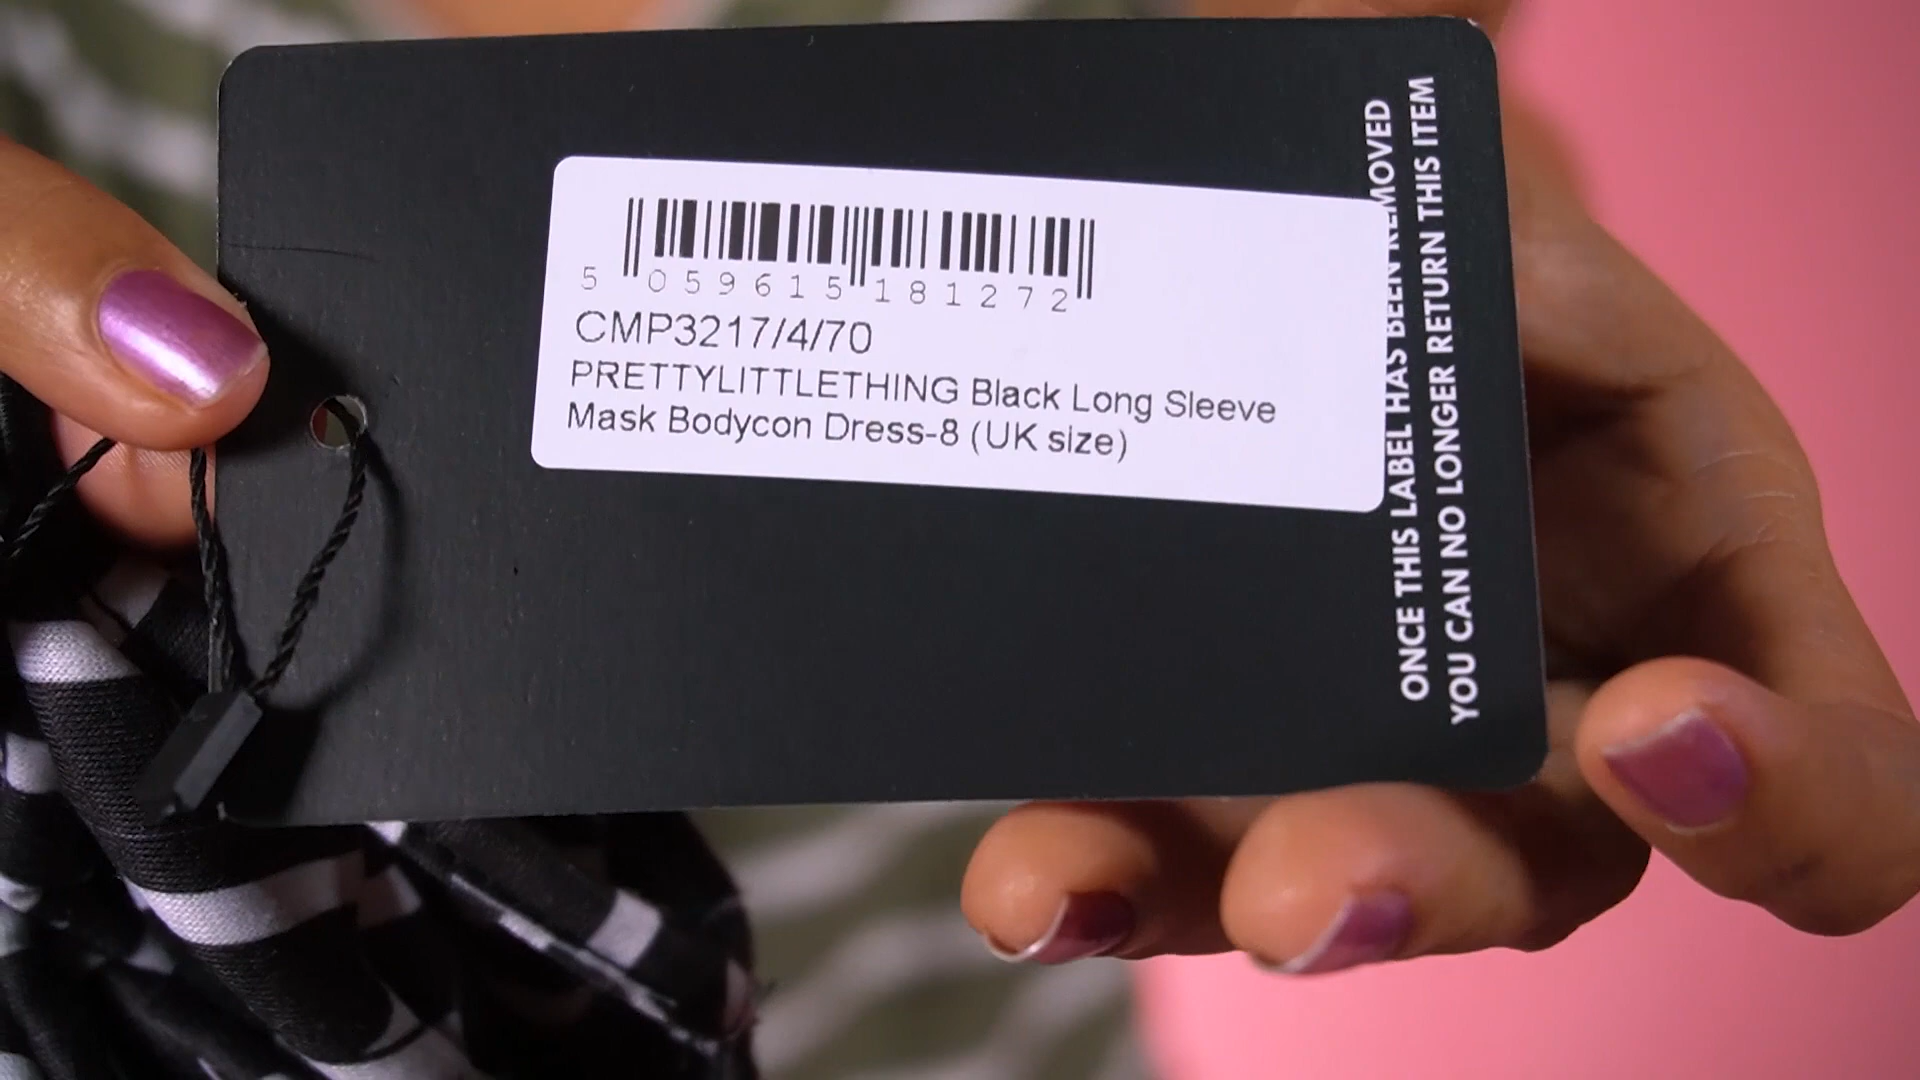 5 059615 181272
CMP3217/4/70
PRETTYLITTLETHING Black Long Sleeve
Mask Bodycon Dress-8 (UK size)
ONCE THIS LABEL HAS BEEN REMOVED
YOU CAN NO LONGER RETURN THIS ITEM